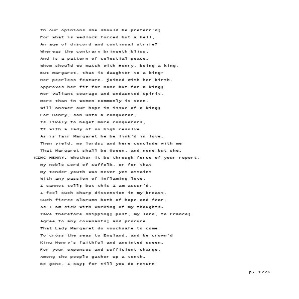 In our opinions she should be preferred;
For what is wedlock forced but a hell,
An age of discord and continual strife?
Whereas the contrary bringeth bliss,
And is a pattern of celestial peace.
Whom should we match with Henry, being a king,
But Margaret, that is daughter to a king?
Her peerless feature, joined with her birth,
Approves her fit for none but for a king;
Her valiant courage and undaunted spirit,
More than in women commonly is seen,
Will answer our hope in issue of a king;
For Henry, son unto a conqueror,
Is likely to beget more conquerors,
If with a lady of so high resolve
As is fair Margaret he be link'd in love.
Then yield, my lords; and here conclude with me
That Margaret shall be Queen, and none but she.
KING HENRY. Whether it be through force of your report,
My noble Lord of Suffolk, or for that
My tender youth was never yet attaint
With any passion of inflaming love,
I cannot tell; but this I am assur'd,
I feel such sharp dissension in my breast,
Such fierce alarums both of hope and fear,
As I am sick with working of my thoughts.
Take therefore shipping; post, my lord, to France;
Agree to any covenants; and procure
That Lady Margaret do vouchsafe to come
To cross the seas to England, and be crown'd
King Henry's faithful and anointed queen.
For your expenses and sufficient charge,
Among the people gather up a tenth.
Be gone, I say; for till you do return